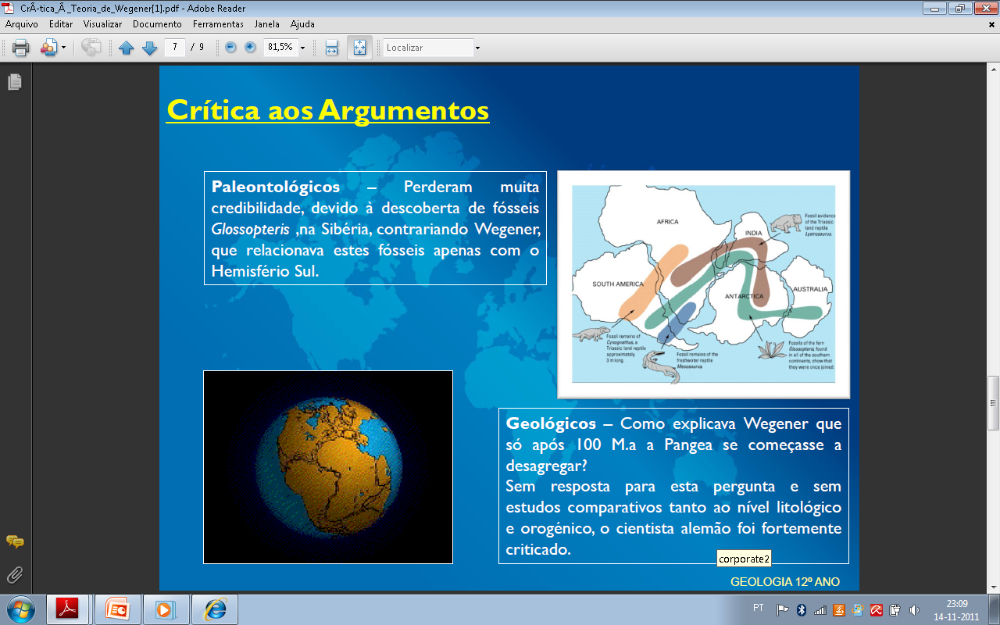 CrÃ-tica_Ã_Teoria_de_Wegener[1].pdf - Adobe Reader
Arquivo Editar Visualizar Documento Ferramentas Janela Ajuda
7 / 9 81,5% Localizar
Crítica aos Argumentos
Paleontológicos – Perderam muita
credibilidade, devido à descoberta de fósseis
Glossopteris ,na Sibéria, contrariando Wegener,
que relacionava estes fósseis apenas com o
Hemisfério Sul.
AFRICA
INDIA
SOUTH AMERICA
ANTARCTICA
AUSTRALIA
Fossil evidence
of the Triassic
land reptile
Lystrosaurus.
Fossil remains of
Cynognathus, a
Triassic land reptile
approximately
3 m long.
Fossil remains of the
freshwater reptile
Mesosaurus.
Fossils of the fern
Glossopteris, found
in all of the southern
continents, show that
they were once joined.
Geológicos – Como explicava Wegener que
só após 100 M.a a Pangea se começasse a
desagregar?
Sem resposta para esta pergunta e sem
estudos comparativos tanto ao nível litológico
e orogénico, o cientista alemão foi fortemente
criticado.
corporate2
GEOLOGIA 12º ANO
PT
23:09
14-11-2011